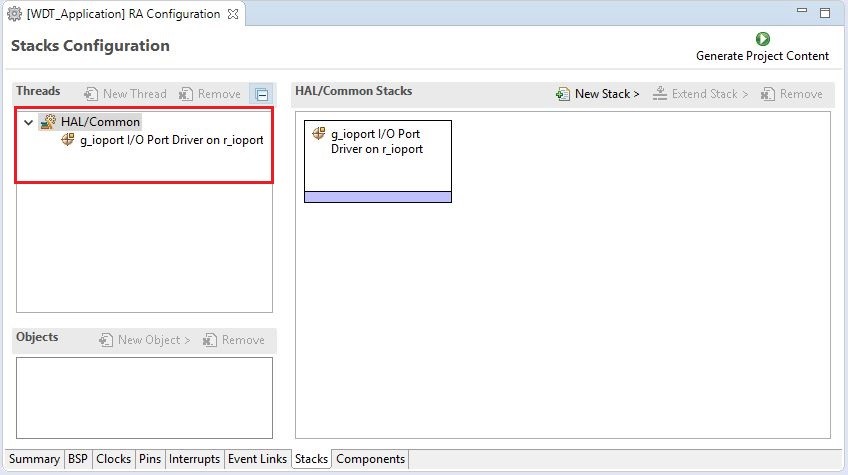 [WDT_Application] RA Configuration
Stacks Configuration
Generate Project Content
Threads New Thread Remove
HAL/Common
g_ioport I/O Port Driver on r_ioport
HAL/Common Stacks New Stack > Extend Stack > Remove
g_ioport I/O Port
Driver on r_ioport
Objects New Object > Remove
Summary BSP Clocks Pins Interrupts Event Links Stacks Components